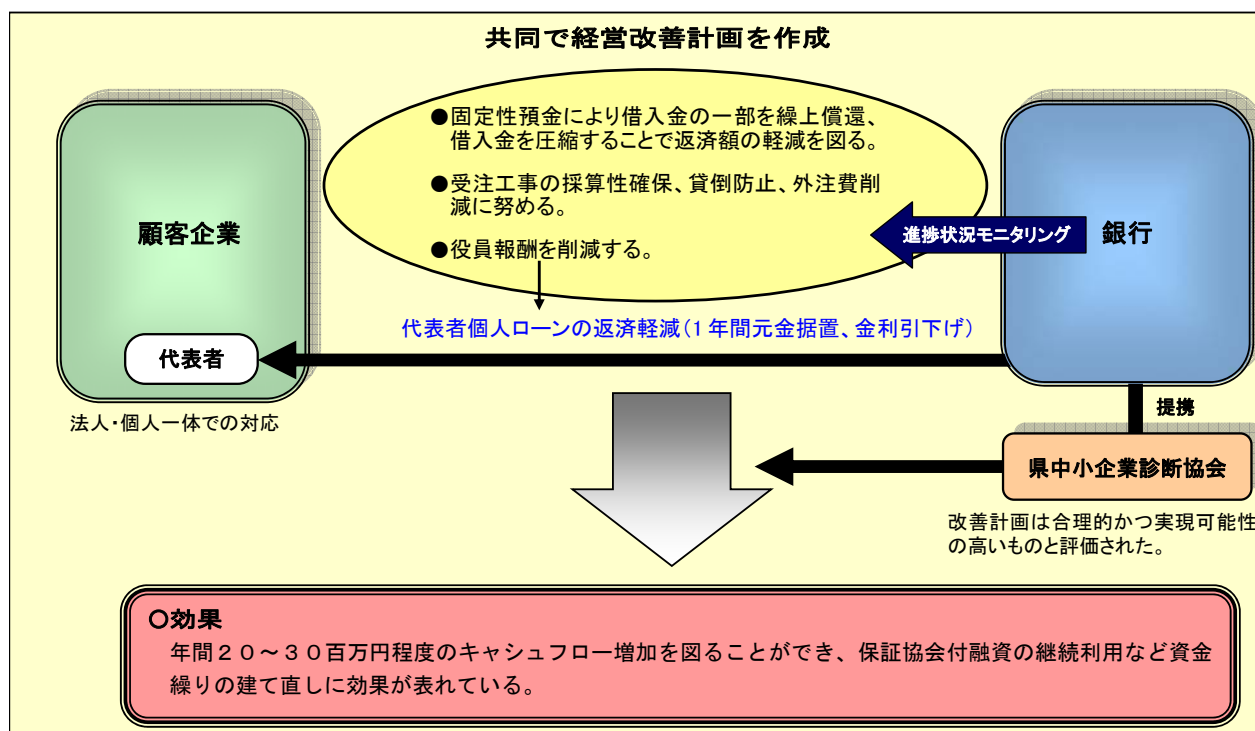 共同で経営改善計画を作成
●固定性預金により借入金の一部を繰上償還、
借入金を圧縮することで返済額の軽減を図る。
●受注工事の採算性確保、貸倒防止、外注費削
減に努める。
●役員報酬を削減する。
顧客企業
進捗状況モニタリング
銀行
代表者個人ローンの返済軽減（１年間元金据置、金利引下げ）
代表者
法人・個人一体での対応
提携
県中小企業診断協会
改善計画は合理的かつ実現可能性
の高いものと評価された。
○効果
年間２０～３０百万円程度のキャシュフロー増加を図ることができ、保証協会付融資の継続利用など資金
繰りの建て直しに効果が表れている。